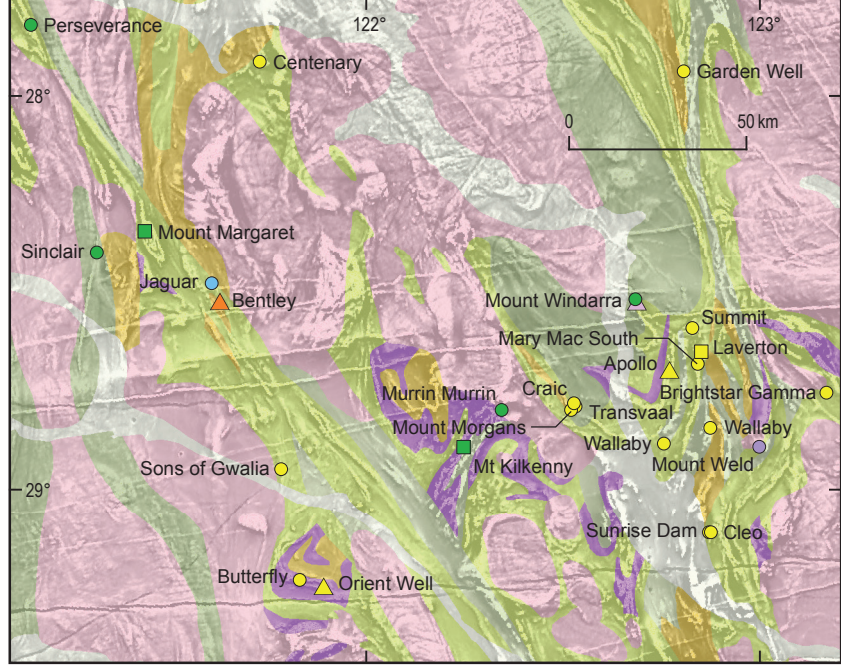 122°
123°
Perseverance
Centenary
Garden Well
28°
0
50 km
Mount Margaret
Sinclair
Jaguar
Bentley
Mount Windarra
Summit
Mary Mac South
Laverton
Apollo
Murrin Murrin
Craic
Brightstar Gamma
Transvaal
Mount Morgans
Wallaby
Wallaby
Mt Kilkenny
Mount Weld
Sons of Gwalia
29°
Sunrise Dam
Cleo
Butterfly
Orient Well